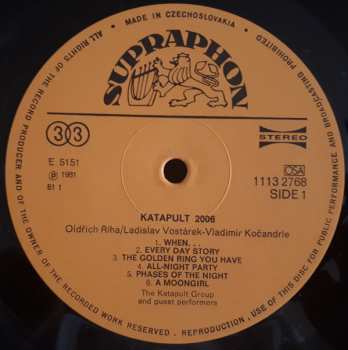 MADE IN CZECHOSLOVAKIA
ALL RIGHTS OF THE RECORD PRODUCER AND OF THE OWNER OF THE RECORDED WORK RESERVED . REPRODUCTION , USE OF THIS DISC FOR PUBLIC PERFORMANCE AND BROADCASTING PROHIBITED
SUPRAPHON
33
STEREO
E 5151
Ⓟ 1981
81 1
OSA
1113 2768
SIDE 1
KATAPULT 2006
Oldřich Říha/Ladislav Vostárek-Vladimír Kočandrle
1. WHEN. . .
2. EVERY DAY STORY
3. THE GOLDEN RING YOU HAVE
4. ALL-NIGHT PARTY
5. PHASES OF THE NIGHT
6. A MOONGIRL
The Katapult Group
and guest performers